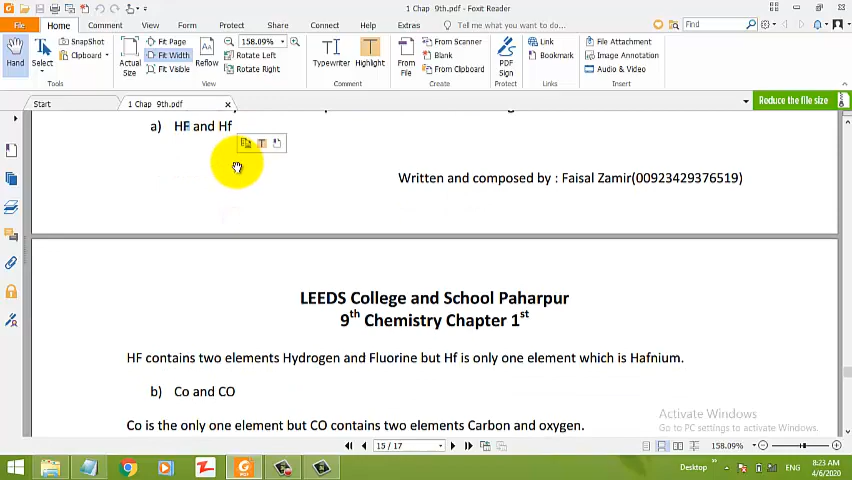 1 Chap 9th.pdf - Foxit Reader
File Home Comment View Form Protect Share Connect Help Extras Tell me what you want to do... Find
Hand Select SnapShot Clipboard Tools
Actual Size Fit Page Fit Width Fit Visible Reflow 158.09% Rotate Left Rotate Right View
Typewriter Highlight Comment
From File From Scanner Blank From Clipboard Create
PDF Sign Protect
Link Bookmark Links
File Attachment Image Annotation Audio & Video Insert
Start 1 Chap 9th.pdf Reduce the file size
a) HF and Hf
Written and composed by : Faisal Zamir(00923429376519)
LEEDS College and School Paharpur
9th Chemistry Chapter 1st
HF contains two elements Hydrogen and Fluorine but Hf is only one element which is Hafnium.
b) Co and CO
Co is the only one element but CO contains two elements Carbon and oxygen.
Activate Windows
Go to PC settings to activate Windows.
15 / 17 158.09%
Desktop ENG 8:23 AM
4/6/2020